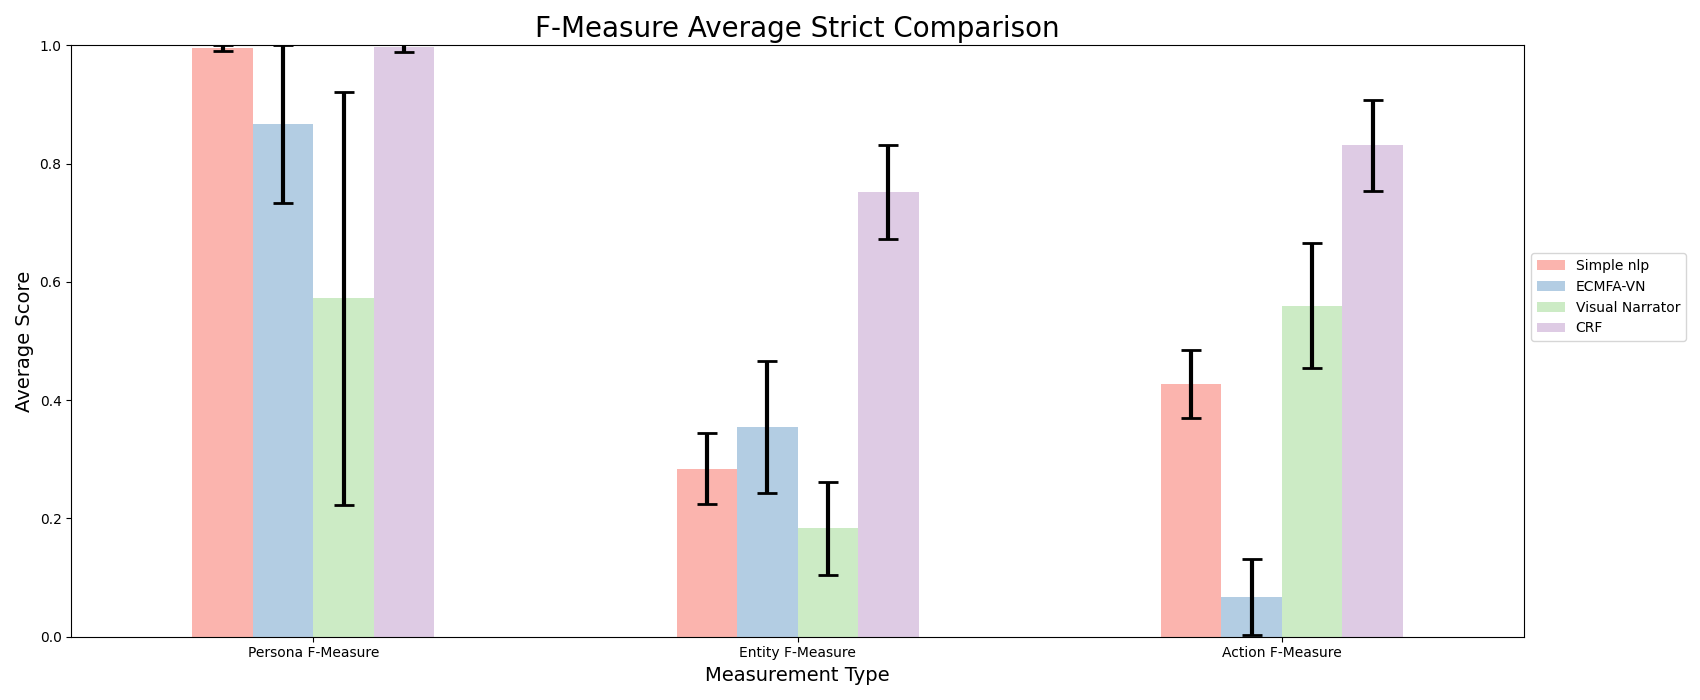 F-Measure Average Strict Comparison
1.0
0.8
0.6
0.4
0.2
0.0
Average Score
Persona F-Measure
Entity F-Measure
Action F-Measure
Measurement Type
Simple nlp
ECMFA-VN
Visual Narrator
CRF